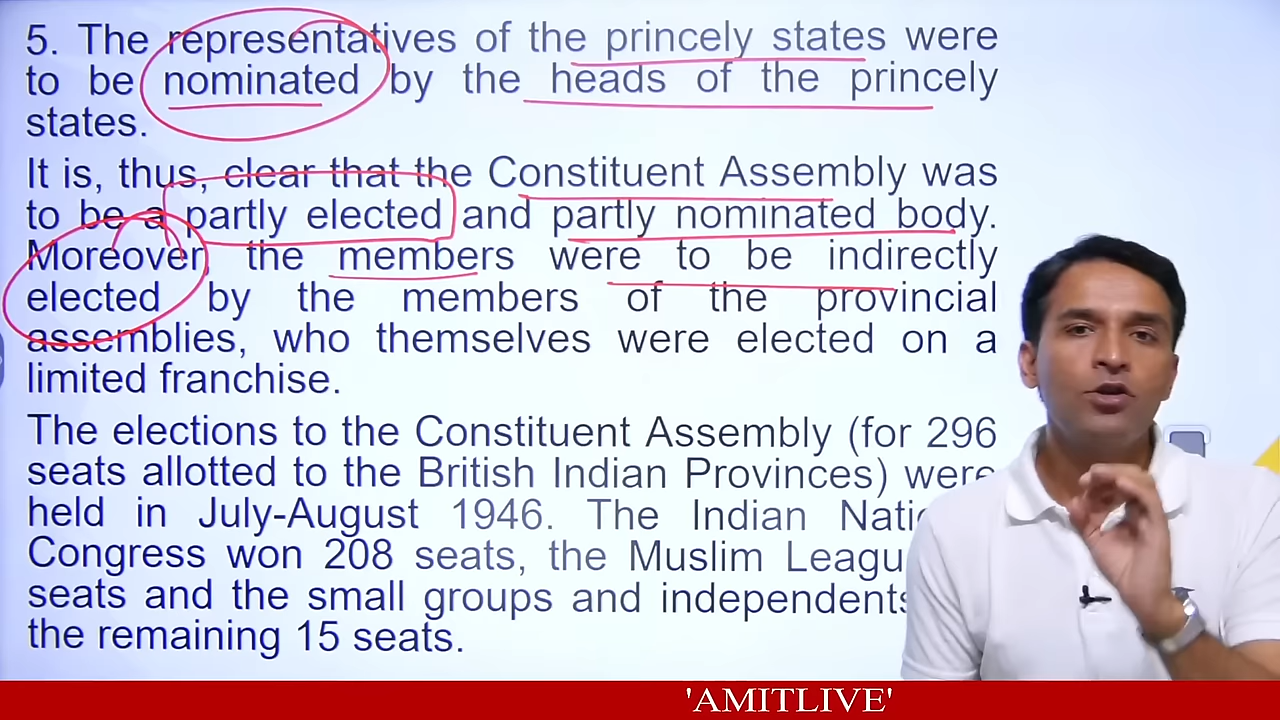 5. The representatives of the princely states were
to be nominated by the heads of the princely
states.
It is, thus, clear that the Constituent Assembly was
to be a partly elected and partly nominated body.
Moreover, the members were to be indirectly
elected by the members of the provincial
assemblies, who themselves were elected on a
limited franchise.
The elections to the Constituent Assembly (for 296
seats allotted to the British Indian Provinces) were
held in July-August 1946. The Indian
Congress won 208 seats, the Muslim
seats and the small groups and independents
the remaining 15 seats.
'AMITLIVE'